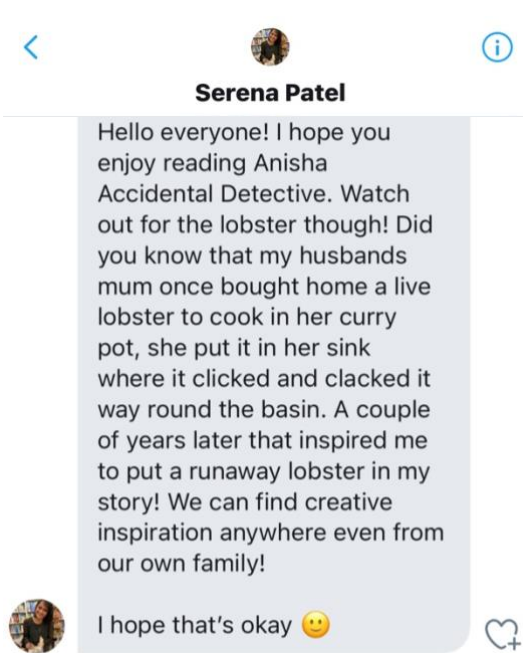 Serena Patel
Hello everyone! I hope you
enjoy reading Anisha
Accidental Detective. Watch
out for the lobster though! Did
you know that my husbands
mum once bought home a live
lobster to cook in her curry
pot, she put it in her sink
where it clicked and clacked it
way round the basin. A couple
of years later that inspired me
to put a runaway lobster in my
story! We can find creative
inspiration anywhere even from
our own family!
I hope that's okay 🙂